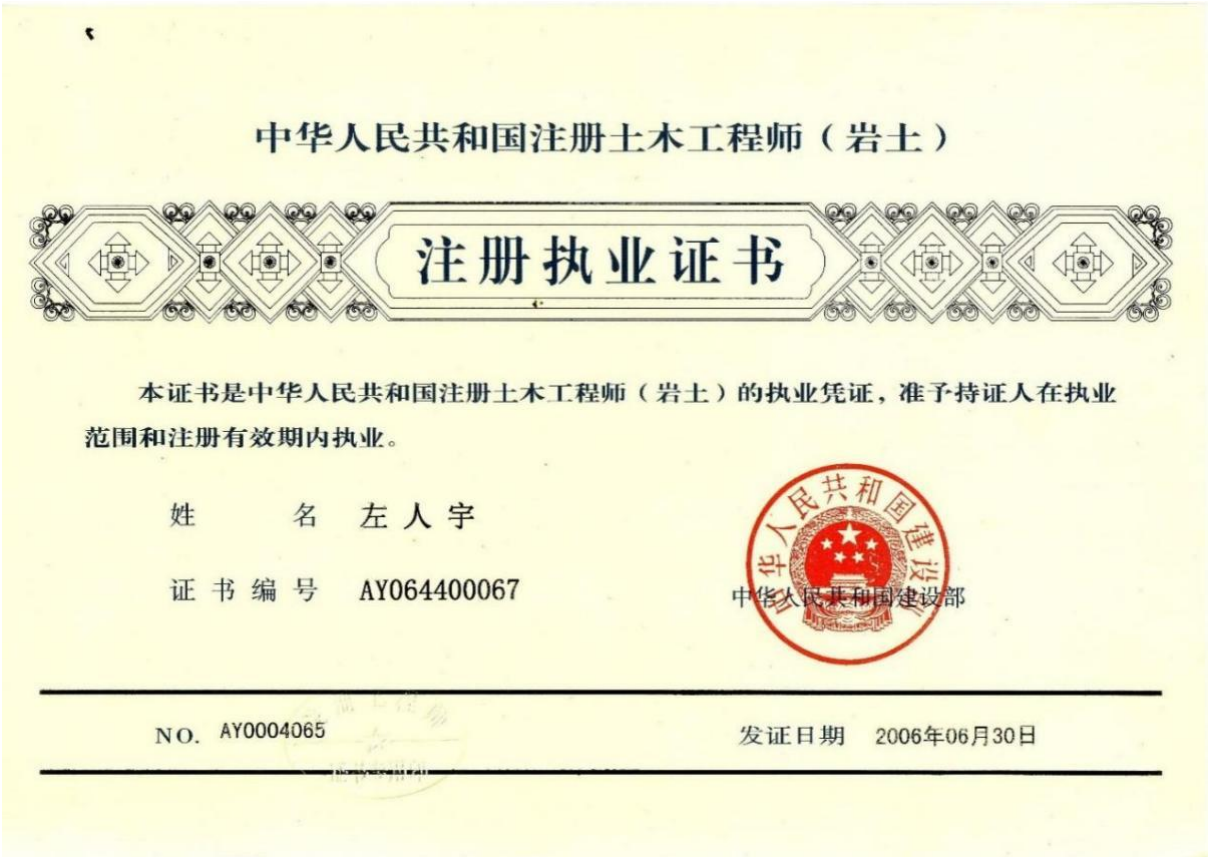 中华人民共和国注册土木工程师（岩土）
注册执业证书
本证书是中华人民共和国注册土木工程师（岩土）的执业凭证，准予持证人在执业
范围和注册有效期内执业。
姓 名 左人宇
证书编号 AY064400067
中华人民共和国建设部
中华人民共和国建设部
NO. AY0004065
发证日期 2006年06月30日
证书专用印